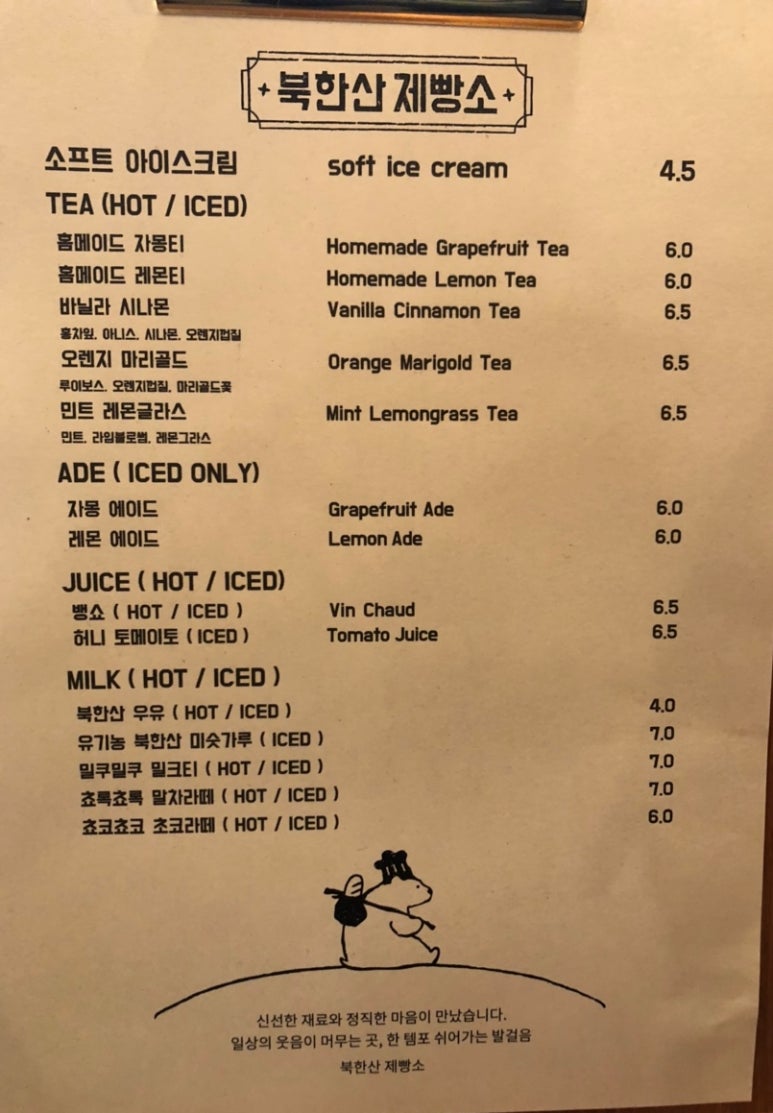 북한산 제빵소
소프트 아이스크림 soft ice cream 4.5
TEA (HOT / ICED)
홈메이드 자몽티 Homemade Grapefruit Tea 6.0
홈메이드 레몬티 Homemade Lemon Tea 6.0
바닐라 시나몬 Vanilla Cinnamon Tea 6.5
홍차잎, 아니스, 시나몬, 오렌지껍질
오렌지 마리골드 Orange Marigold Tea 6.5
루이보스, 오렌지껍질, 마리골드꽃
민트 레몬글라스 Mint Lemongrass Tea 6.5
민트, 라임블로썸, 레몬그라스
ADE ( ICED ONLY)
자몽 에이드 Grapefruit Ade 6.0
레몬 에이드 Lemon Ade 6.0
JUICE ( HOT / ICED)
뱅쇼 ( HOT / ICED ) Vin Chaud 6.5
허니 토메이토 ( ICED ) Tomato Juice 6.5
MILK ( HOT / ICED )
북한산 우유 ( HOT / ICED ) 4.0
유기농 북한산 미숫가루 ( ICED ) 7.0
밀쿠밀쿠 밀크티 ( HOT / ICED ) 7.0
쵸록쵸록 말차라떼 ( HOT / ICED ) 7.0
쵸코쵸코 초코라떼 ( HOT / ICED ) 6.0
신선한 재료와 정직한 마음이 만났습니다.
일상의 웃음이 머무는 곳, 한 템포 쉬어가는 발걸음
북한산 제빵소